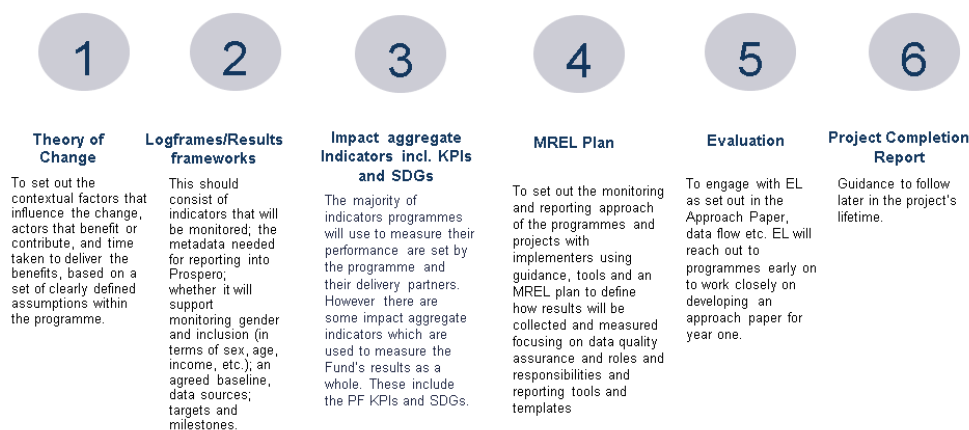 1
Theory of
Change
To set out the
contextual factors that
influence the change,
actors that benefit or
contribute, and time
taken to deliver the
benefits, based on a
set of clearly defined
assumptions within
the programme.
2
Logframes/Results
frameworks
This should
consist of
indicators that will
be monitored; the
metadata needed
for reporting into
Prospero;
whether it will
support
monitoring gender
and inclusion (in
terms of sex, age,
income, etc.); an
agreed baseline,
data sources;
targets and
milestones.
3
Impact aggregate
Indicators incl. KPIs
and SDGs
The majority of
indicators programmes
will use to measure their
performance are set by
the programme and
their delivery partners.
However there are
some impact aggregate
indicators which are
used to measure the
Fund's results as a
whole. These include
the PF KPIs and SDGs.
4
MREL Plan
To set out the monitoring
and reporting approach
of the programmes and
projects with
implementers using
guidance, tools and an
MREL plan to define
how results will be
collected and measured
focusing on data quality
assurance and roles and
responsibilities and
reporting tools and
templates
5
Evaluation
To engage with EL
as set out in the
Approach Paper,
data flow etc. EL will
reach out to
programmes early on
to work closely on
developing an
approach paper for
year one.
6
Project Completion
Report
Guidance to follow
later in the project's
lifetime.